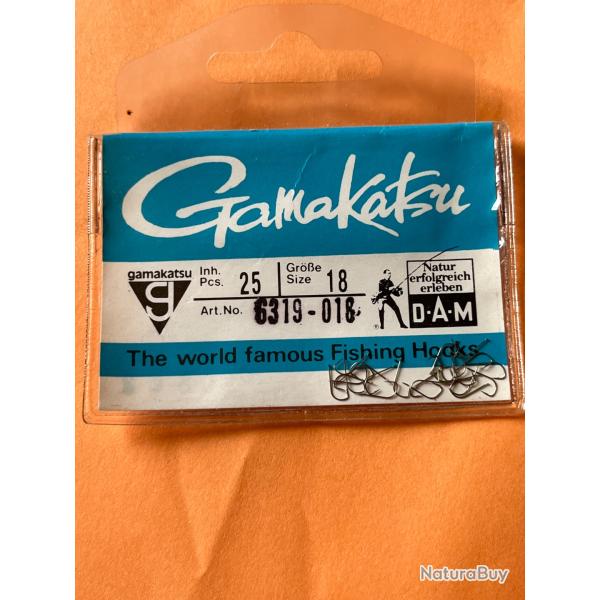 Gamakatsu
gamakatsu
g
Inh.
Pcs. 25
Größe
Size 18
Art.No. 6319-018
®
Natur
erfolgreich
erleben
D·A·M
The world famous Fishing Hooks
NaturaBuy